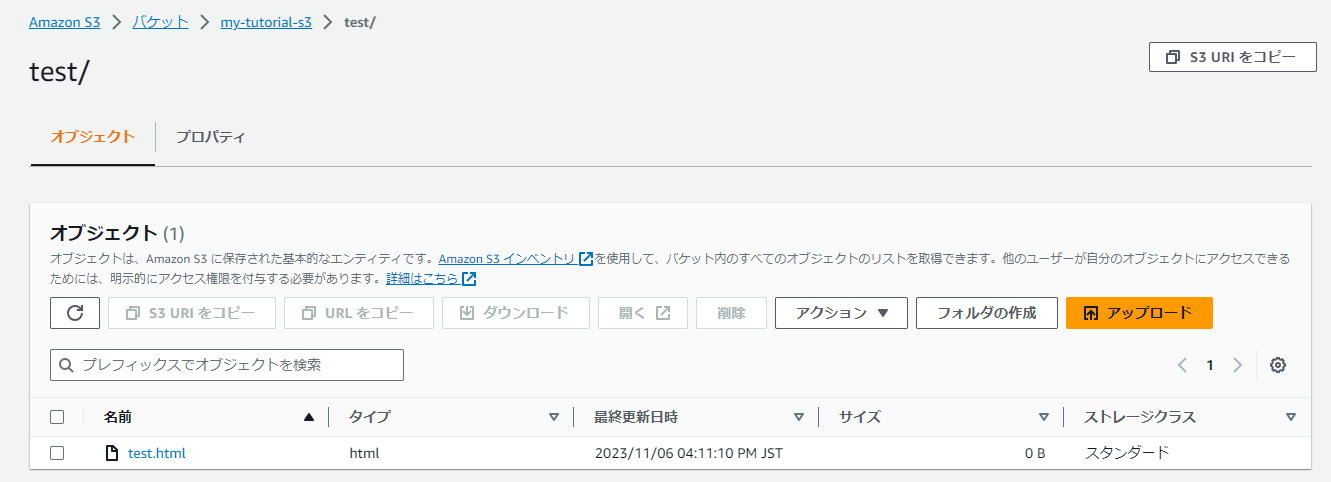 Amazon S3 > バケット > my-tutorial-s3 > test/
test/
S3 URI をコピー
オブジェクト
プロパティ
オブジェクト (1)
オブジェクトは、Amazon S3 に保存された基本的なエンティティです。Amazon S3 インベントリ を使用して、バケット内のすべてのオブジェクトのリストを取得できます。他のユーザーが自分のオブジェクトにアクセスできる
ためには、明示的にアクセス権限を付与する必要があります。詳細はこちら
S3 URI をコピー URL をコピー ダウンロード 開く 削除 アクション フォルダの作成 アップロード
プレフィックスでオブジェクトを検索 1
名前 タイプ 最終更新日時 サイズ ストレージクラス
test.html html 2023/11/06 04:11:10 PM JST 0 B スタンダード